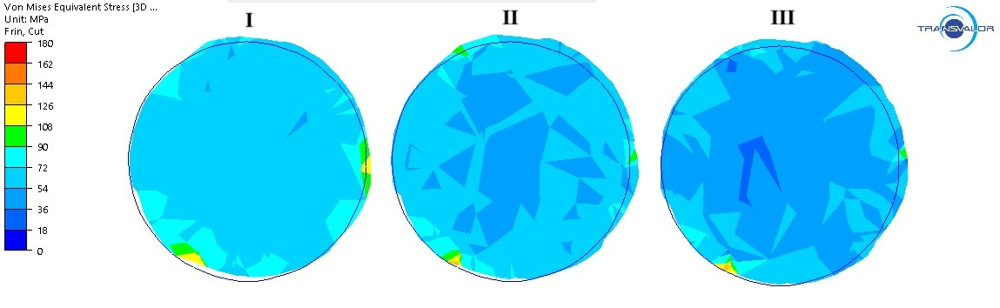 Von Mises Equivalent Stress [3D ...
Unit: MPa
Frin, Cut
I
II
III
TRANSVALOR
180
162
144
126
108
90
72
54
36
18
0